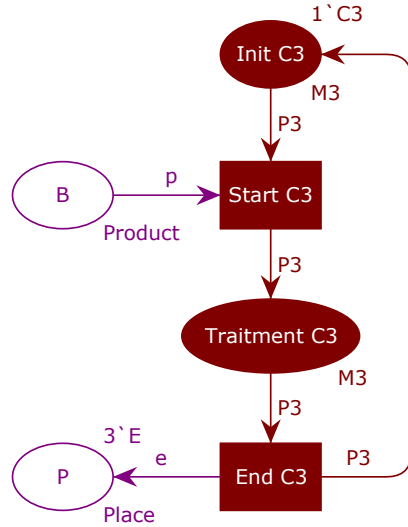 1`C3
Init C3
M3
P3
B
p
Start C3
Product
P3
Traitment C3
M3
P3
3`E
P
e
End C3
P3
Place